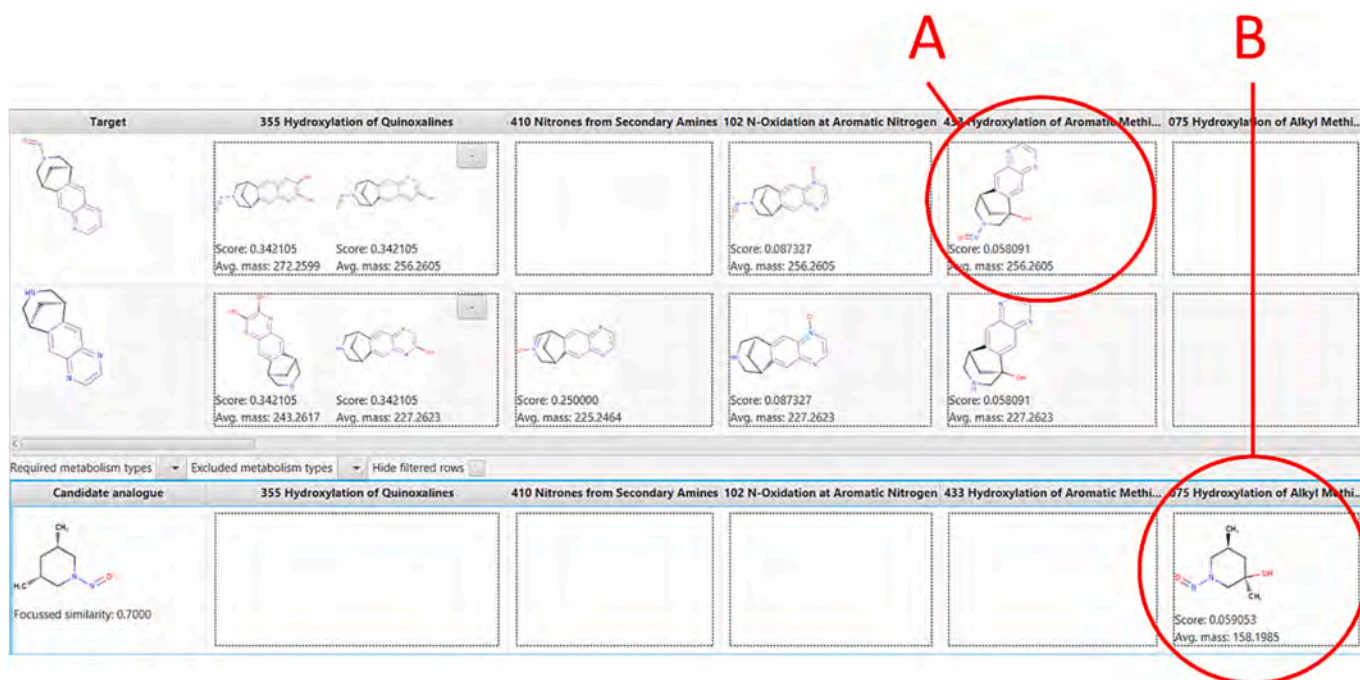 A B
Target 355 Hydroxylation of Quinoxalines 410 Nitrones from Secondary Amines 102 N-Oxidation at Aromatic Nitrogen 433 Hydroxylation of Aromatic Methi... 075 Hydroxylation of Alkyl Methi...
-
Score: 0.342105 Score: 0.342105 Score: 0.087327 Score: 0.058091
Avg. mass: 272.2599 Avg. mass: 256.2605 Avg. mass: 256.2605 Avg. mass: 256.2605
-
Score: 0.342105 Score: 0.342105 Score: 0.250000 Score: 0.087327 Score: 0.058091
Avg. mass: 243.2617 Avg. mass: 227.2623 Avg. mass: 225.2464 Avg. mass: 227.2623 Avg. mass: 227.2623
Required metabolism types Excluded metabolism types Hide filtered rows
Candidate analogue 355 Hydroxylation of Quinoxalines 410 Nitrones from Secondary Amines 102 N-Oxidation at Aromatic Nitrogen 433 Hydroxylation of Aromatic Methi... 075 Hydroxylation of Alkyl Methi...
Focussed similarity: 0.7000
Score: 0.059053
Avg. mass: 158.1985